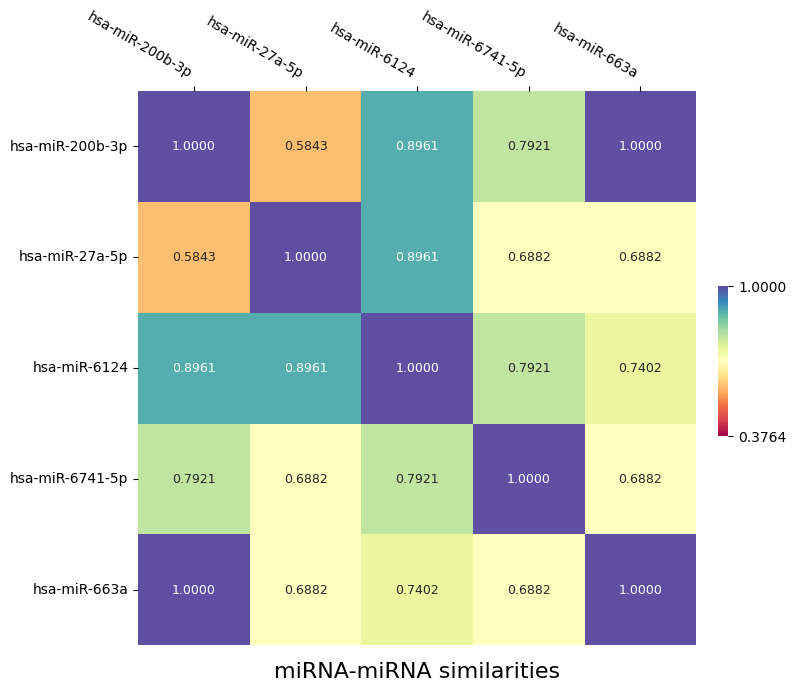 hsa-miR-200b-3p hsa-miR-27a-5p hsa-miR-6124 hsa-miR-6741-5p hsa-miR-663a
hsa-miR-200b-3p 1.0000 0.5843 0.8961 0.7921 1.0000
hsa-miR-27a-5p 0.5843 1.0000 0.8961 0.6882 0.6882
1.0000
hsa-miR-6124 0.8961 0.8961 1.0000 0.7921 0.7402
0.3764
hsa-miR-6741-5p 0.7921 0.6882 0.7921 1.0000 0.6882
hsa-miR-663a 1.0000 0.6882 0.7402 0.6882 1.0000
miRNA-miRNA similarities